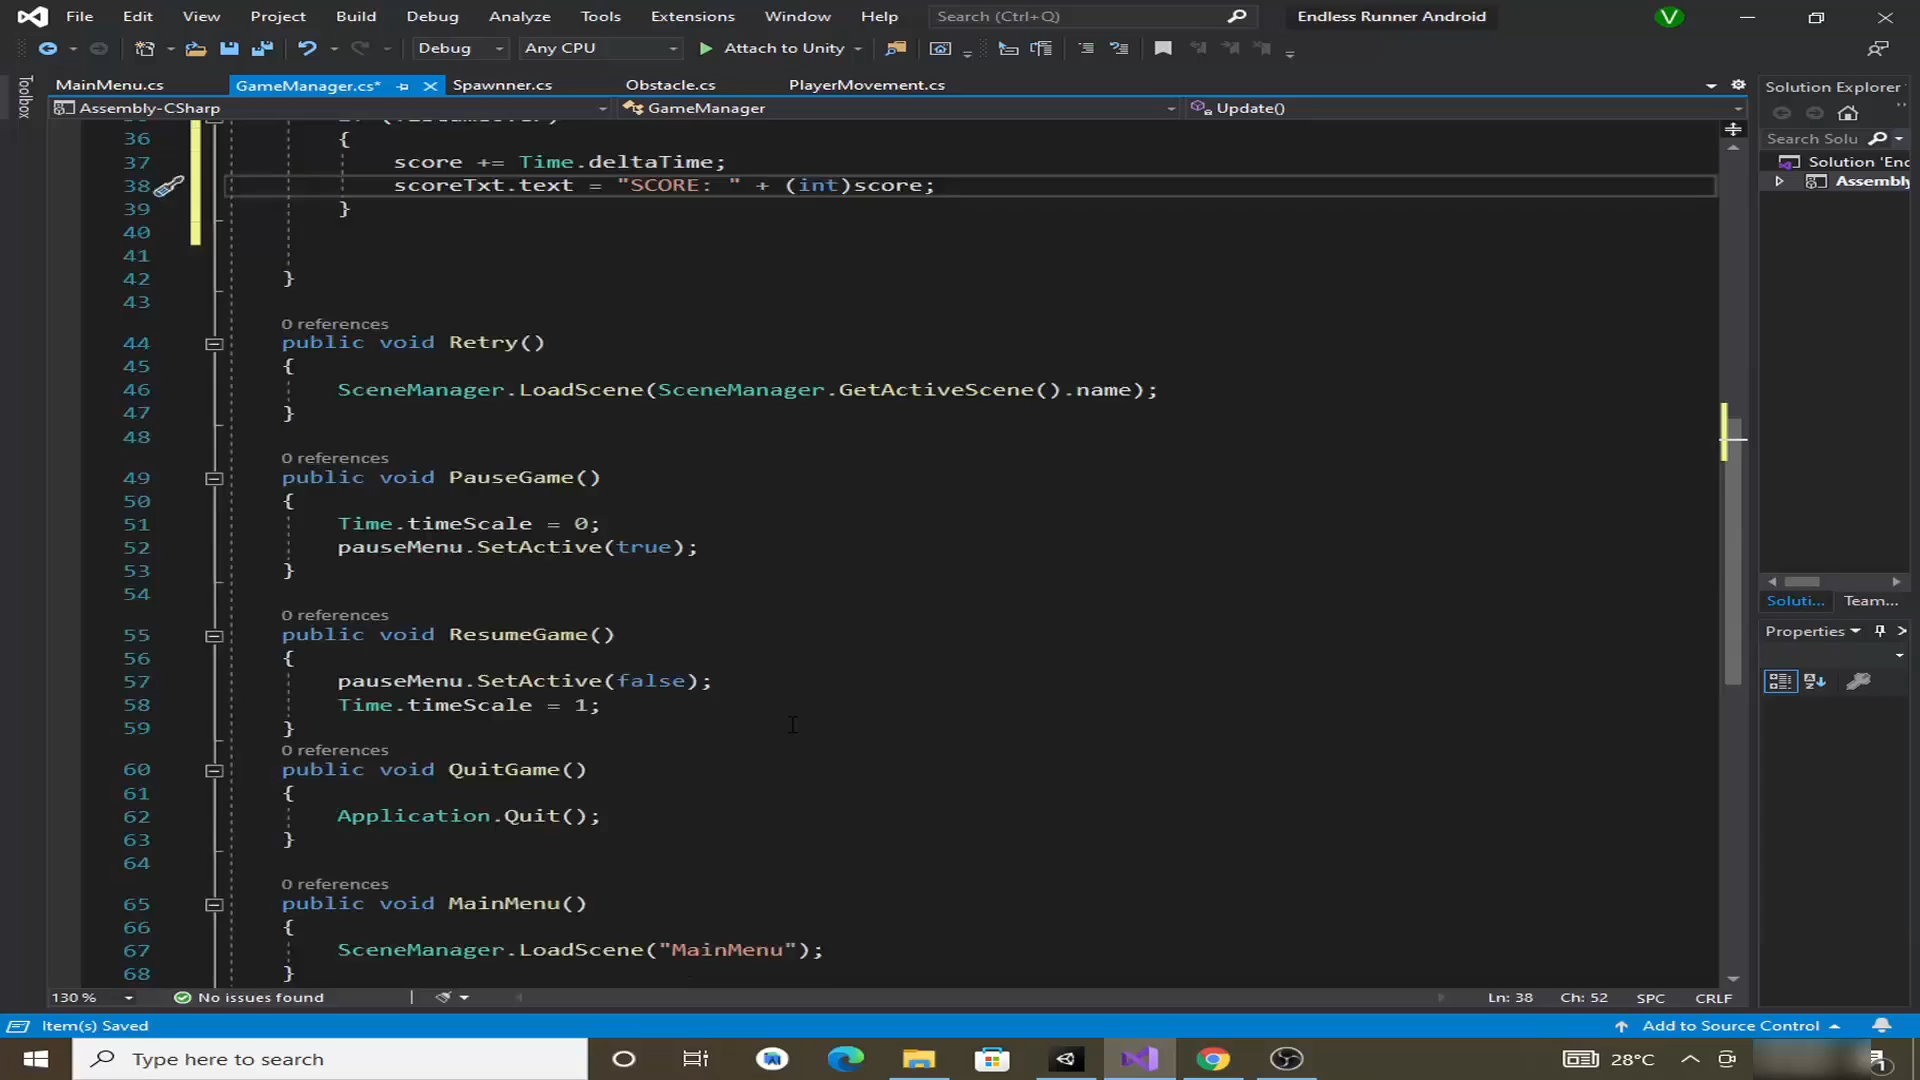 File Edit View Project Build Debug Test Analyze Tools Extensions Window Help Search (Ctrl+Q) Endless Runner Android V
Debug Any CPU Attach to Unity
Toolbox
MainMenu.cs GameManager.cs* Spawnner.cs Obstacle.cs PlayerMovement.cs
Assembly-CSharp GameManager Update()
36 {
37 score += Time.deltaTime;
38 scoreTxt.text = "SCORE: " + (int)score;
39 }
40
41
42 }
43
0 references
44 public void Retry()
45 {
46 SceneManager.LoadScene(SceneManager.GetActiveScene().name);
47 }
48
0 references
49 public void PauseGame()
50 {
51 Time.timeScale = 0;
52 pauseMenu.SetActive(true);
53 }
54
0 references
55 public void ResumeGame()
56 {
57 pauseMenu.SetActive(false);
58 Time.timeScale = 1;
59 }
0 references
60 public void QuitGame()
61 {
62 Application.Quit();
63 }
64
0 references
65 public void MainMenu()
66 {
67 SceneManager.LoadScene("MainMenu");
68 }
Solution Explorer
Search Solu
Solution 'End
Assembly
Soluti... Team...
Properties
130 % No issues found Ln: 38 Ch: 52 SPC CRLF
Item(s) Saved Add to Source Control
Type here to search 28°C 1